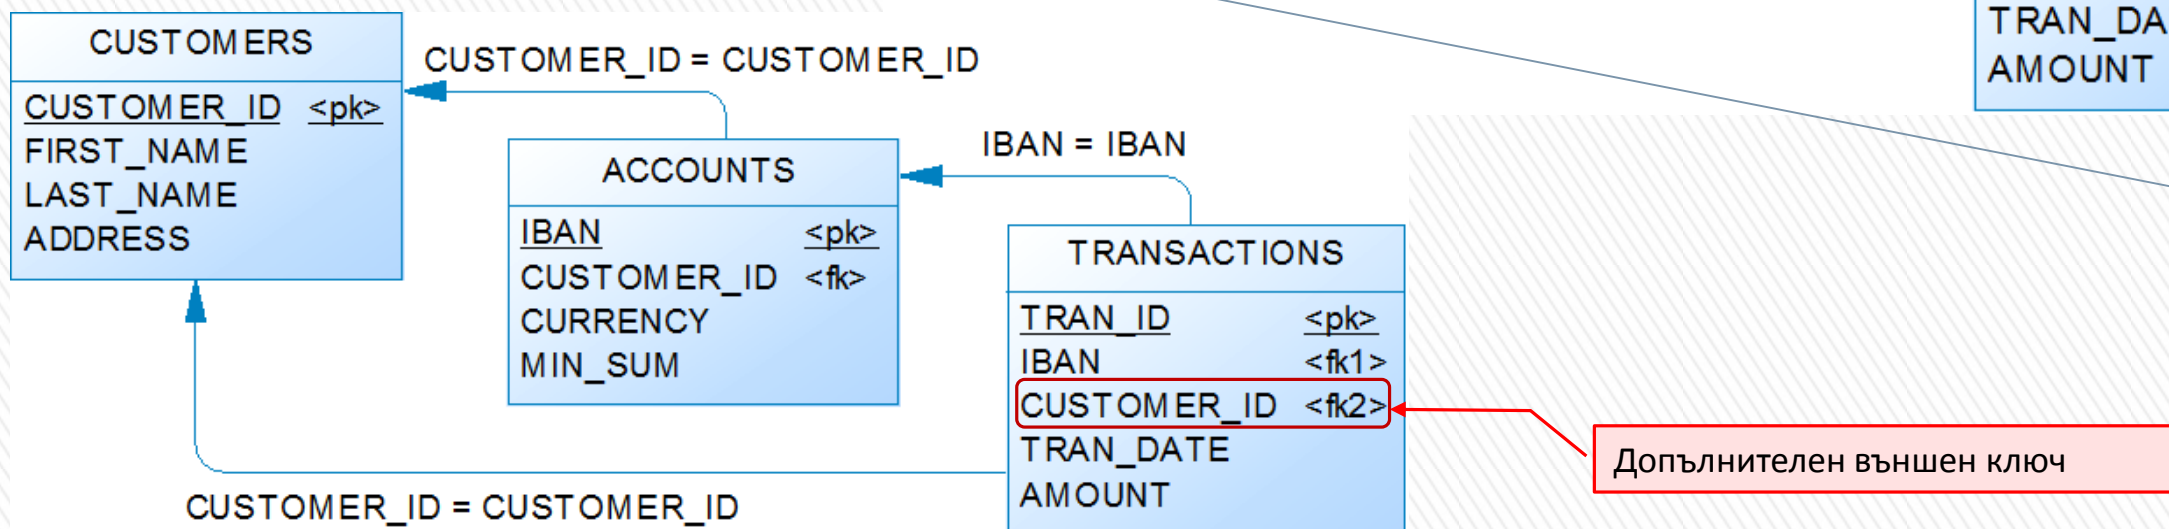 CUSTOMERS
CUSTOMER_ID <pk>
FIRST_NAME
LAST_NAME
ADDRESS
CUSTOMER_ID = CUSTOMER_ID
ACCOUNTS
IBAN <pk>
CUSTOMER_ID <fk>
CURRENCY
MIN_SUM
IBAN = IBAN
TRANSACTIONS
TRAN_ID <pk>
IBAN <fk1>
CUSTOMER_ID <fk2>
TRAN_DATE
AMOUNT
CUSTOMER_ID = CUSTOMER_ID
TRAN_DA
AMOUNT
Допълнителен външен ключ